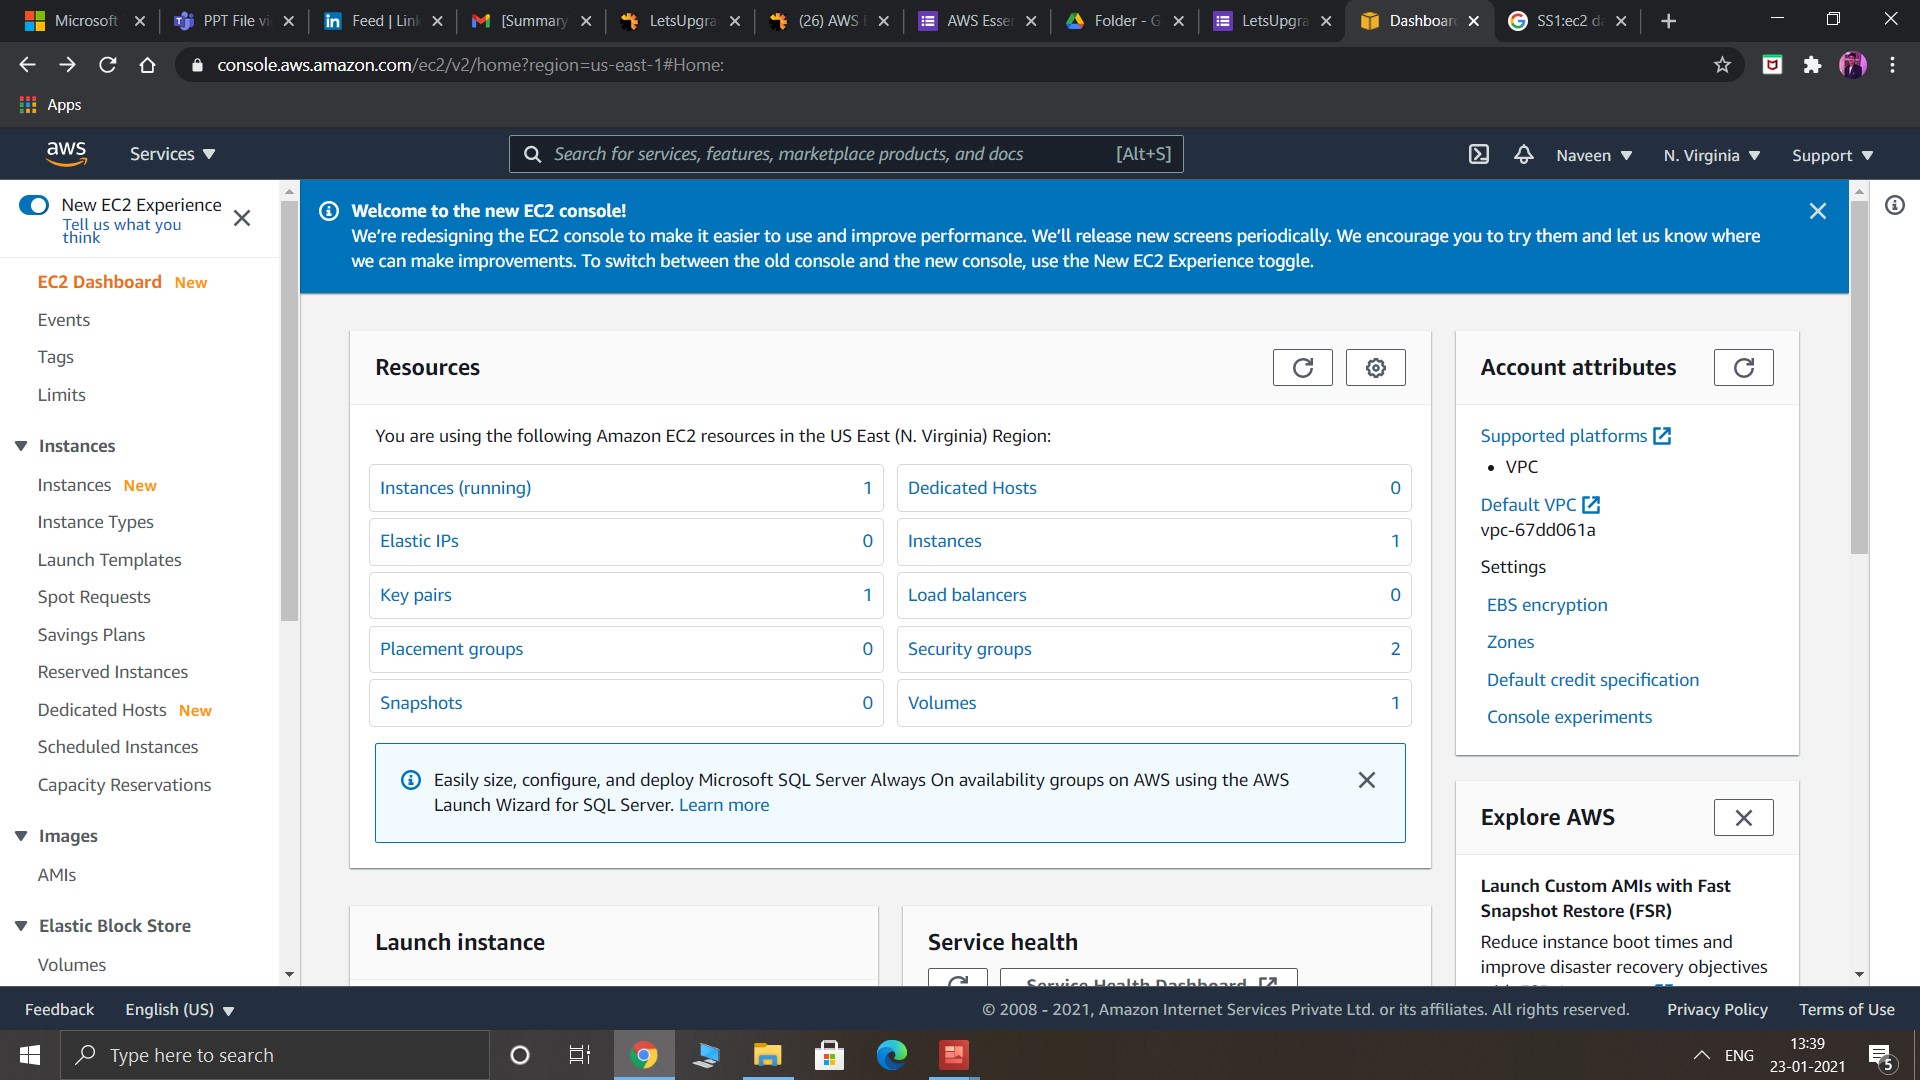 Microsoft
PPT File vi
Feed | Link
[Summary
LetsUpgra
(26) AWS E
AWS Esser
Folder - G
LetsUpgra
Dashboar
SS1:ec2 da
console.aws.amazon.com/ec2/v2/home?region=us-east-1#Home:
Apps
aws
Services
Search for services, features, marketplace products, and docs
[Alt+S]
Naveen
N. Virginia
Support
New EC2 Experience
Tell us what you
think
EC2 Dashboard New
Events
Tags
Limits
Instances
Instances New
Instance Types
Launch Templates
Spot Requests
Savings Plans
Reserved Instances
Dedicated Hosts New
Scheduled Instances
Capacity Reservations
Images
AMIs
Elastic Block Store
Volumes
Welcome to the new EC2 console!
We're redesigning the EC2 console to make it easier to use and improve performance. We'll release new screens periodically. We encourage you to try them and let us know where
we can make improvements. To switch between the old console and the new console, use the New EC2 Experience toggle.
Resources
You are using the following Amazon EC2 resources in the US East (N. Virginia) Region:
Instances (running) 1
Dedicated Hosts 0
Elastic IPs 0
Instances 1
Key pairs 1
Load balancers 0
Placement groups 0
Security groups 2
Snapshots 0
Volumes 1
Easily size, configure, and deploy Microsoft SQL Server Always On availability groups on AWS using the AWS
Launch Wizard for SQL Server. Learn more
Launch instance
Service health
Service Health Dashboard
Account attributes
Supported platforms
• VPC
Default VPC
vpc-67dd061a
Settings
EBS encryption
Zones
Default credit specification
Console experiments
Explore AWS
Launch Custom AMIs with Fast
Snapshot Restore (FSR)
Reduce instance boot times and
improve disaster recovery objectives
Feedback
English (US)
© 2008 - 2021, Amazon Internet Services Private Ltd. or its affiliates. All rights reserved.
Privacy Policy
Terms of Use
Type here to search
ENG
13:39
23-01-2021
5